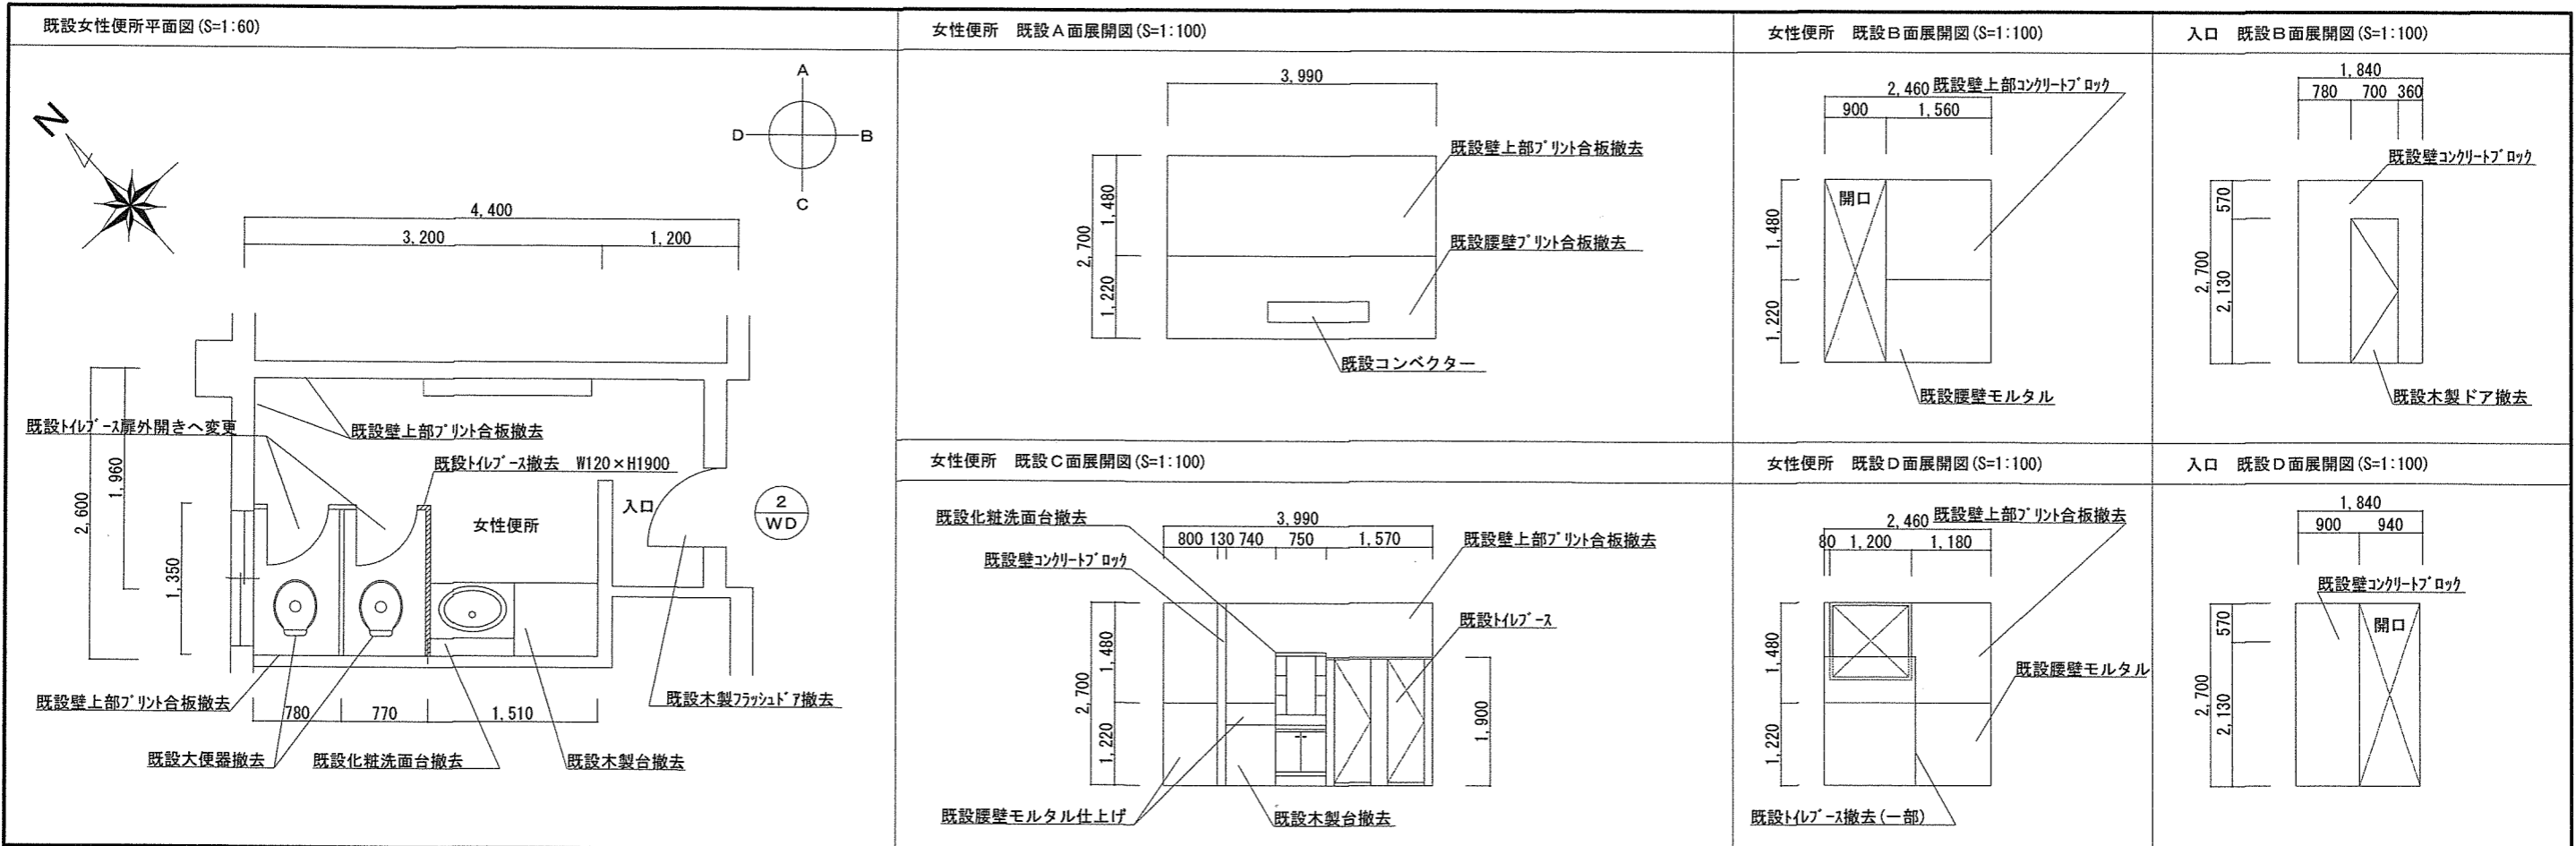 既設女性便所平面図(S=1:60)
N
A
D
B
C
4,400
3,200
1,200
既設トイレブース扉外開きへ変更
既設壁上部プリント合板撤去
既設トイレブース撤去 W120×H1900
2,600
1,960
1,350
入口
女性便所
2
WD
既設壁上部プリント合板撤去
780
770
1,510
既設木製フラッシュドア撤去
既設大便器撤去
既設化粧洗面台撤去
既設木製台撤去
女性便所 既設A面展開図(S=1:100)
3,990
2,700
1,480
1,220
既設壁上部プリント合板撤去
既設腰壁プリント合板撤去
既設コンベクター
女性便所 既設B面展開図(S=1:100)
2,460
既設壁上部コンクリートブロック
900
1,560
開口
1,480
1,220
既設腰壁モルタル
入口 既設B面展開図(S=1:100)
1,840
780
700
360
既設壁コンクリートブロック
2,700
570
2,130
既設木製ドア撤去
女性便所 既設C面展開図(S=1:100)
既設化粧洗面台撤去
3,990
800
130
740
750
1,570
既設壁上部プリント合板撤去
既設壁コンクリートブロック
既設トイレブース
2,700
1,480
1,220
1,900
既設腰壁モルタル仕上げ
既設木製台撤去
女性便所 既設D面展開図(S=1:100)
2,460
既設壁上部プリント合板撤去
80
1,200
1,180
1,480
1,220
既設腰壁モルタル
既設トイレブース撤去(一部)
入口 既設D面展開図(S=1:100)
1,840
900
940
既設壁コンクリートブロック
開口
2,700
570
2,130